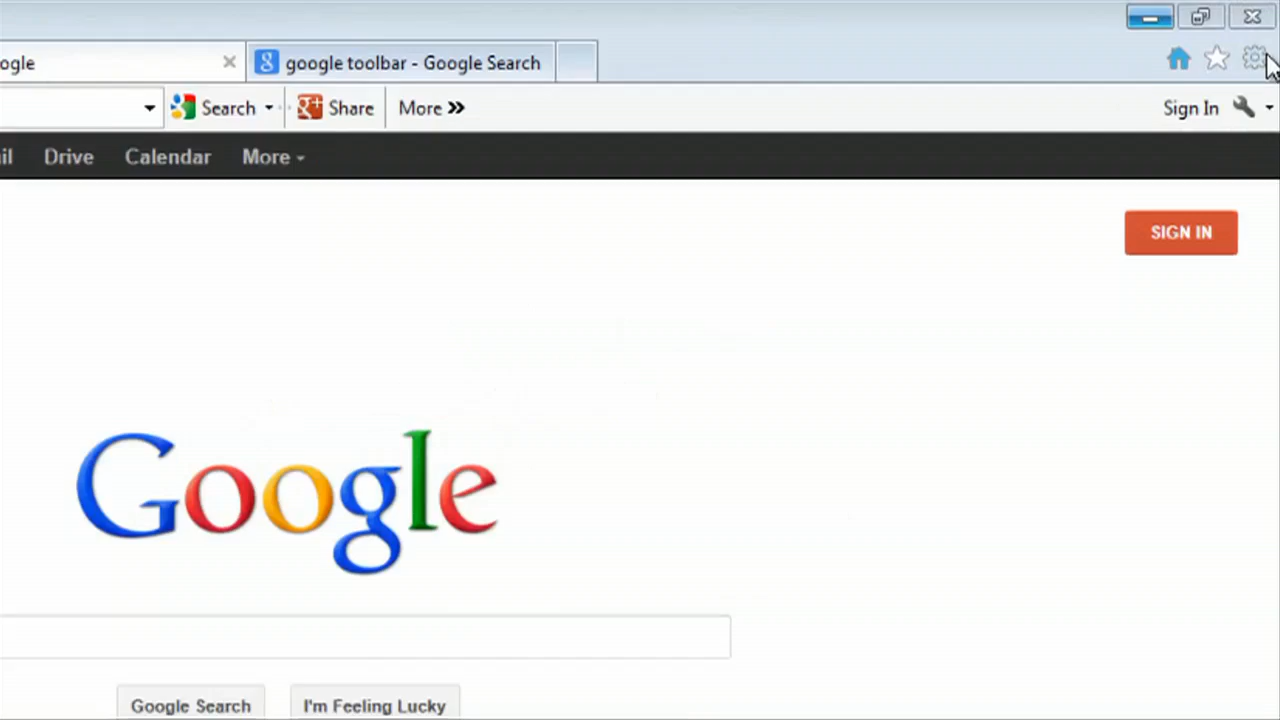 ogle
google toolbar - Google Search
Search
Share
More
Sign In
il
Drive
Calendar
More
SIGN IN
Google
Google Search
I'm Feeling Lucky